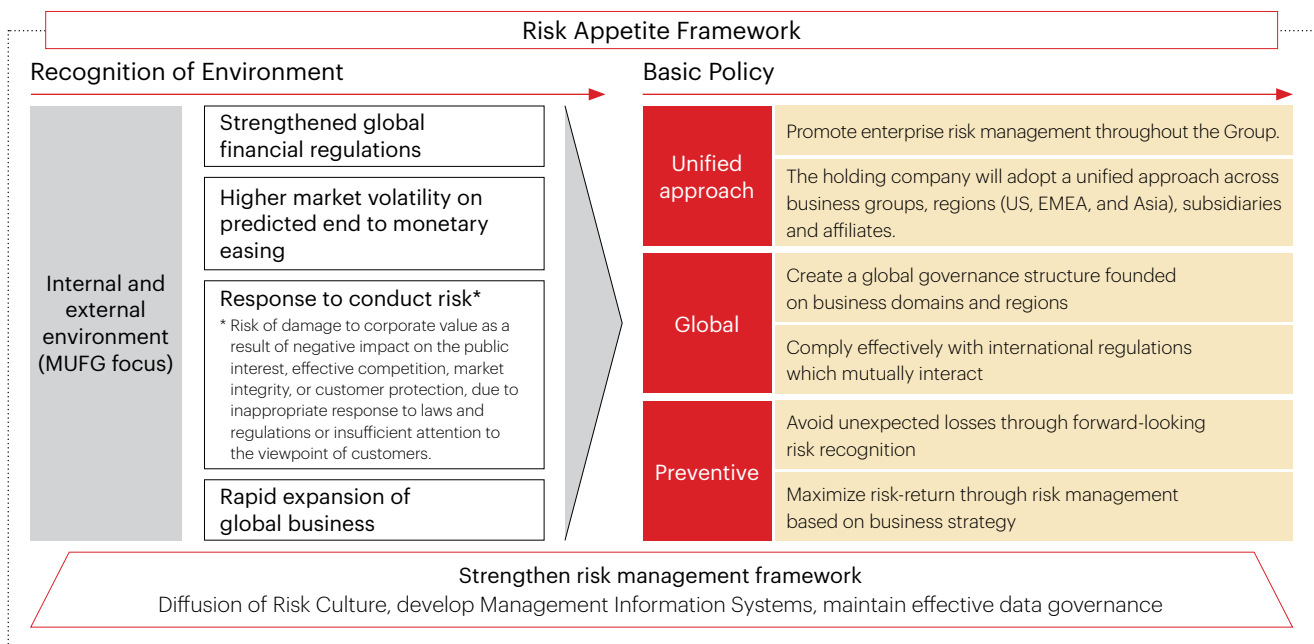 Risk Appetite Framework
Recognition of Environment
Internal and
external
environment
(MUFG focus)
Strengthened global
financial regulations
Higher market volatility on
predicted end to monetary
easing
Response to conduct risk*
* Risk of damage to corporate value as a
result of negative impact on the public
interest, effective competition, market
integrity, or customer protection, due to
inappropriate response to laws and
regulations or insufficient attention to
the viewpoint of customers.
Rapid expansion of
global business
Basic Policy
Unified
approach
Promote enterprise risk management throughout the Group.
The holding company will adopt a unified approach across
business groups, regions (US, EMEA, and Asia), subsidiaries
and affiliates.
Global
Create a global governance structure founded
on business domains and regions
Comply effectively with international regulations
which mutually interact
Preventive
Avoid unexpected losses through forward-looking
risk recognition
Maximize risk-return through risk management
based on business strategy
Strengthen risk management framework
Diffusion of Risk Culture, develop Management Information Systems, maintain effective data governance